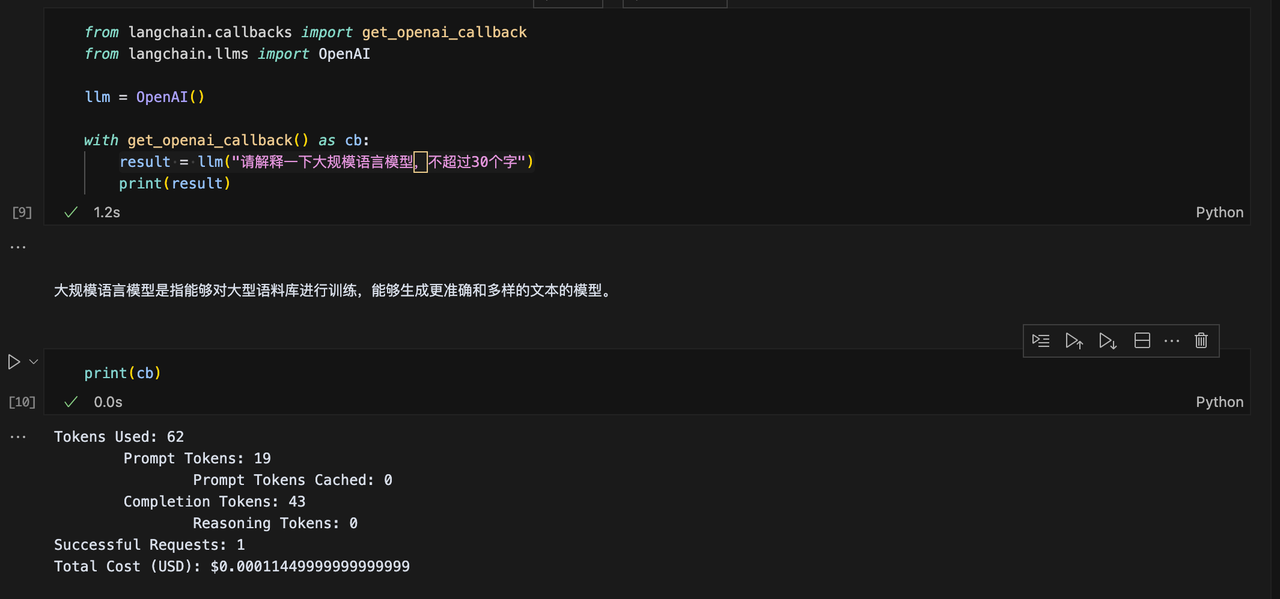 from langchain.callbacks import get_openai_callback
from langchain.llms import OpenAI
llm = OpenAI()
with get_openai_callback() as cb:
result = llm("请解释一下大规模语言模型，不超过30个字")
print(result)
[9]
1.2s
Python
...
大规模语言模型是指能够对大型语料库进行训练，能够生成更准确和多样的文本的模型。
print(cb)
[10]
0.0s
Python
...
Tokens Used: 62
Prompt Tokens: 19
Prompt Tokens Cached: 0
Completion Tokens: 43
Reasoning Tokens: 0
Successful Requests: 1
Total Cost (USD): $0.00011449999999999999